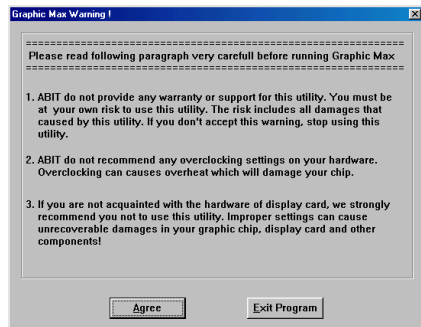 Graphic Max Warning !
==================================================
Please read following paragraph very carefull before running Graphic Max
==================================================
1. ABIT do not provide any warranty or support for this utility. You must be
at your own risk to use this utility. The risk includes all damages that
caused by this utility. If you don't accept this warning, stop using this
utility.
2. ABIT do not recommend any overclocking settings on your hardware.
Overclocking can causes overheat which will damage your chip.
3. If you are not acquainted with the hardware of display card, we strongly
recommend you not to use this utility. Improper settings can cause
unrecoverable damages in your graphic chip, display card and other
components!
Agree
Exit Program